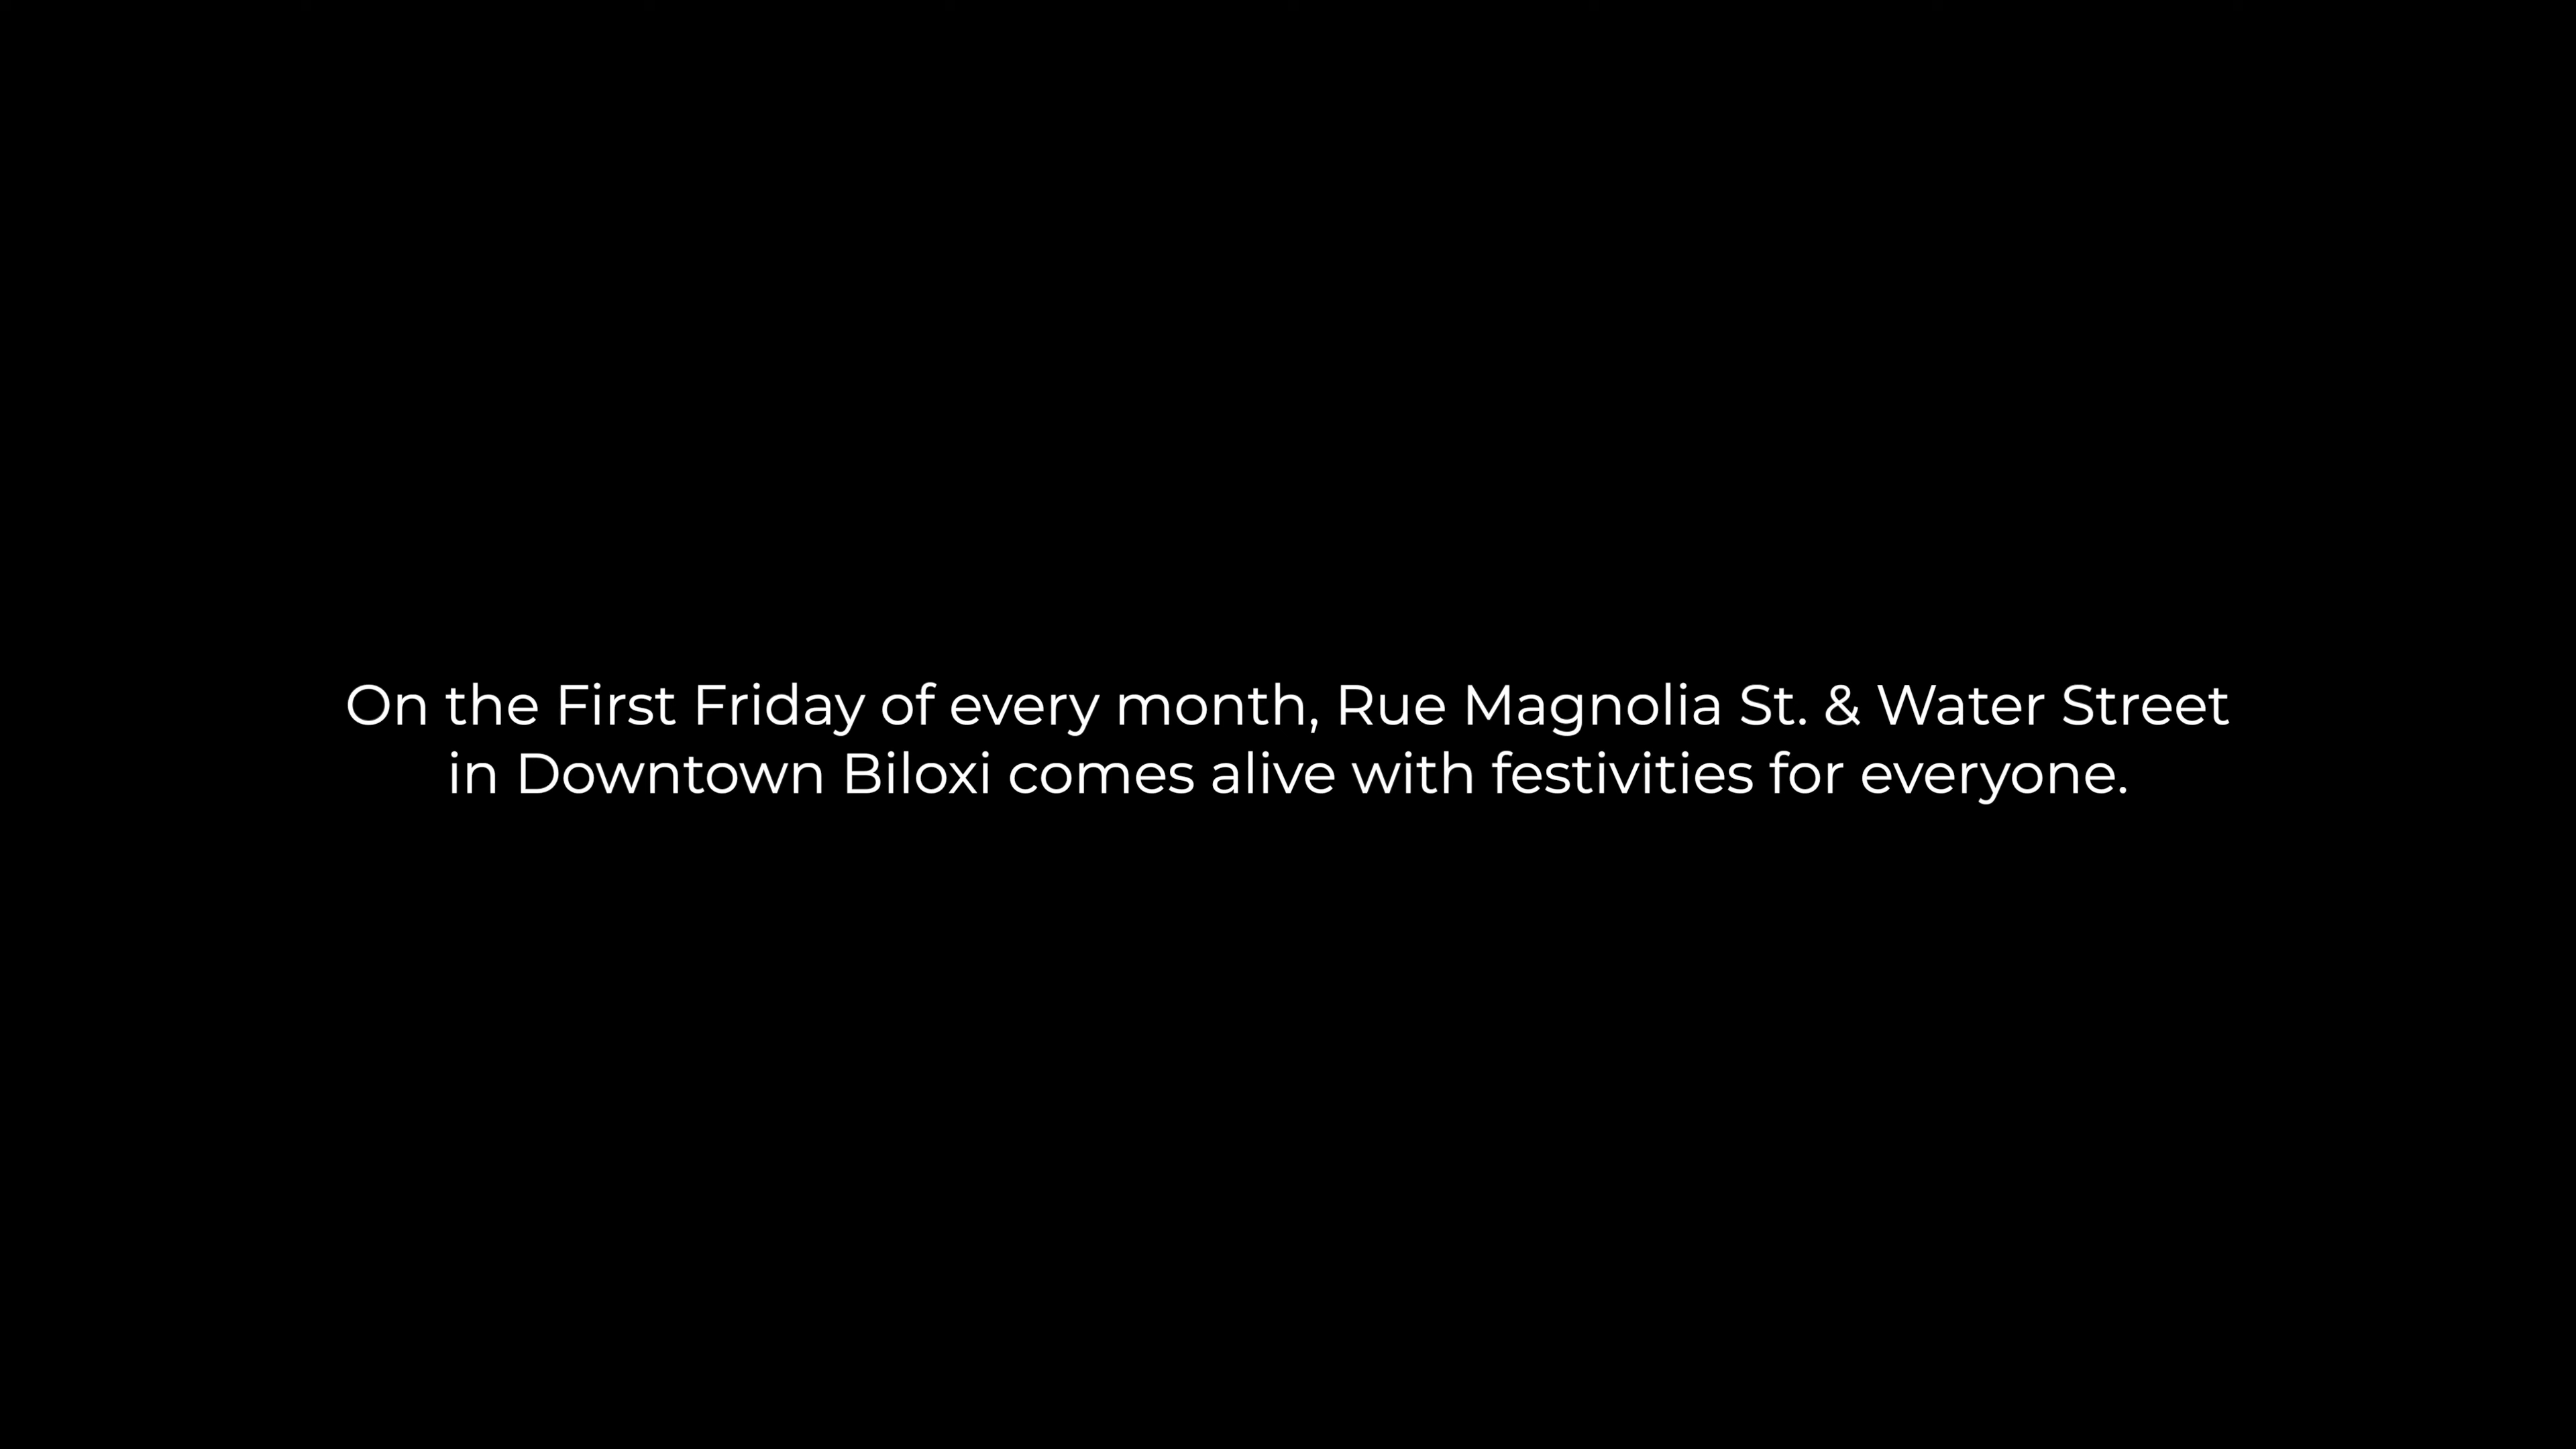 On the First Friday of every month, Rue Magnolia St. & Water Street
in Downtown Biloxi comes alive with festivities for everyone.